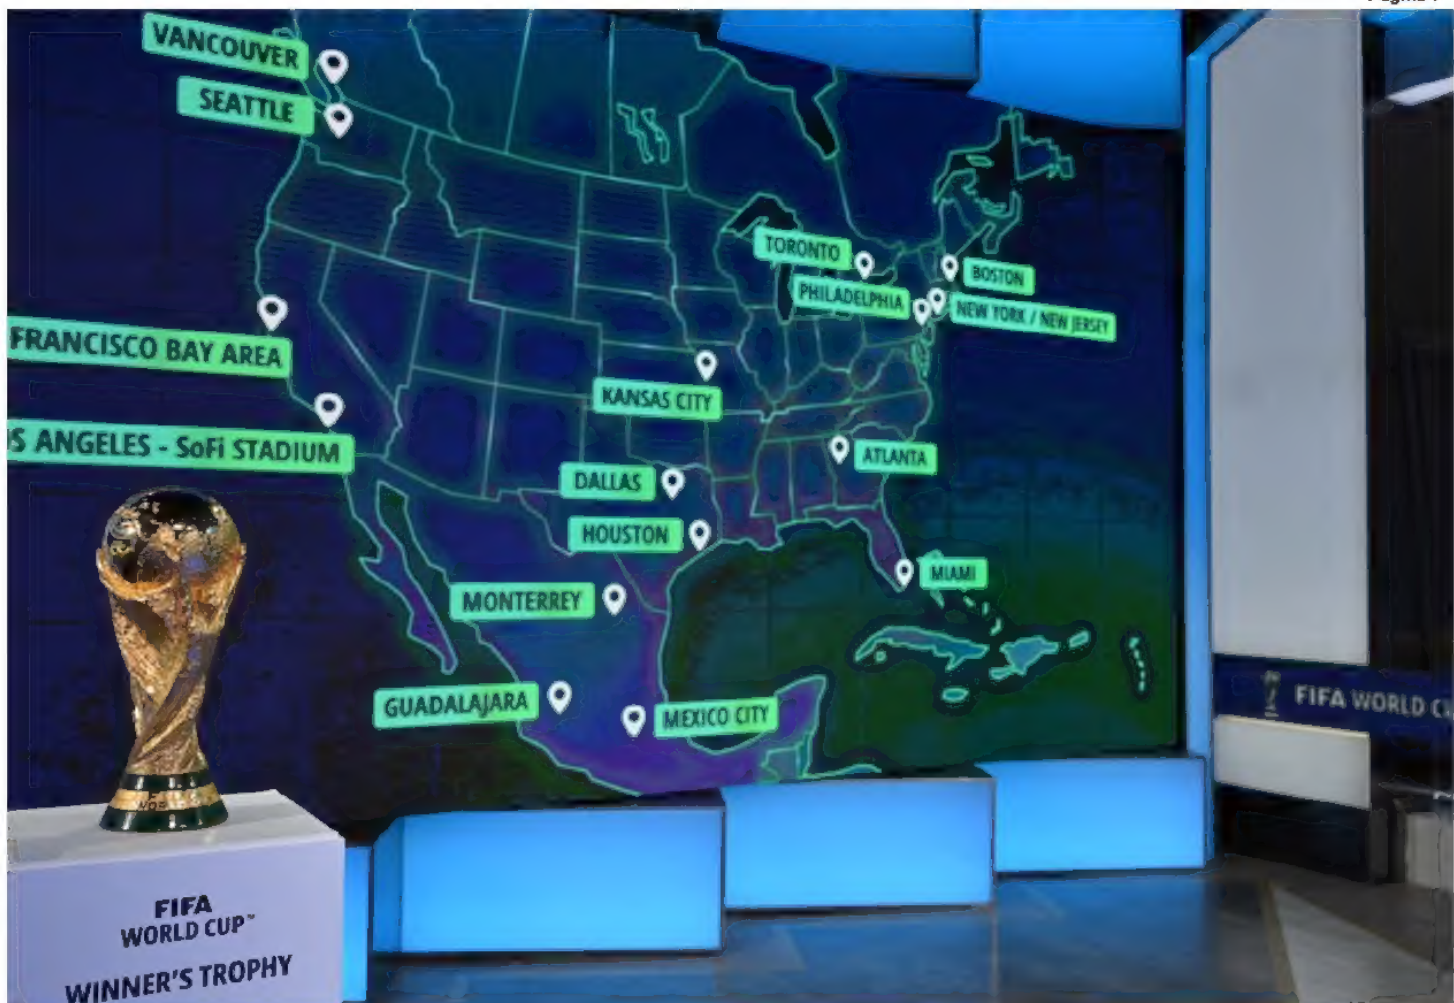 VANCOUVER
SEATTLE
TORONTO
BOSTON
PHILADELPHIA
NEW YORK / NEW JERSEY
FRANCISCO BAY AREA
KANSAS CITY
S ANGELES - SoFi STADIUM
ATLANTA
DALLAS
HOUSTON
MIAMI
MONTERREY
GUADALAJARA
MEXICO CITY
FIFA WORLD C
FIFA
WORLD CUP™
WINNER'S TROPHY